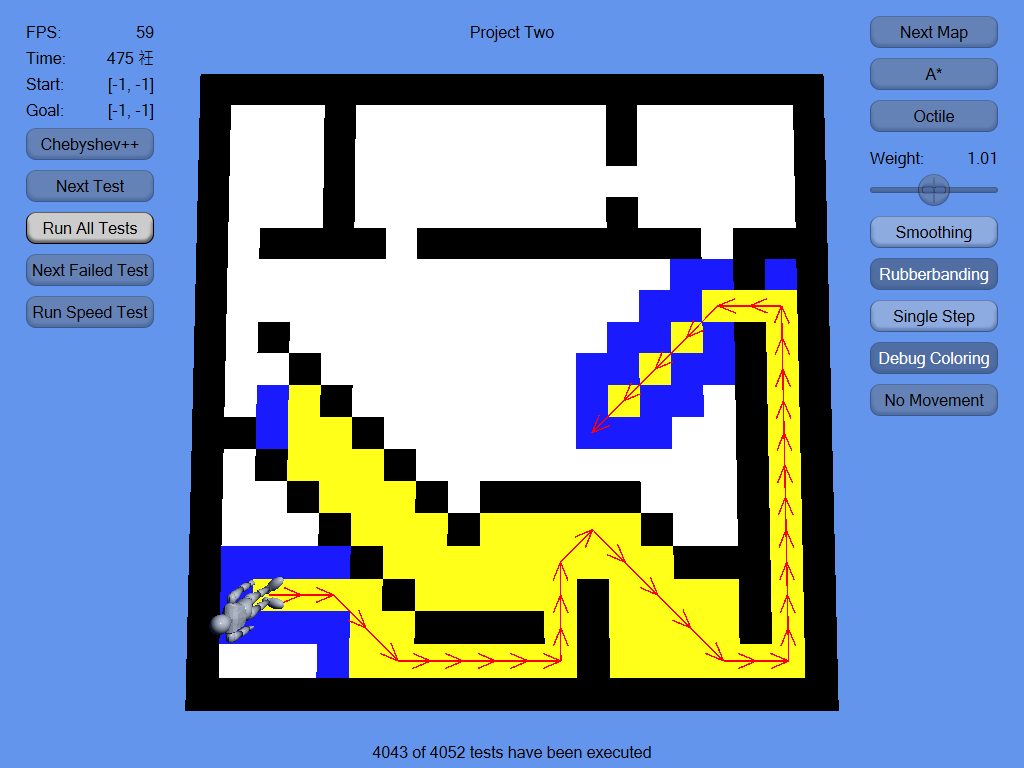 FPS: 59
Time: 475 㘹
Start: [-1, -1]
Goal: [-1, -1]
Chebyshev++
Next Test
Run All Tests
Next Failed Test
Run Speed Test
Project Two
Next Map
A*
Octile
Weight: 1.01
Smoothing
Rubberbanding
Single Step
Debug Coloring
No Movement
4043 of 4052 tests have been executed